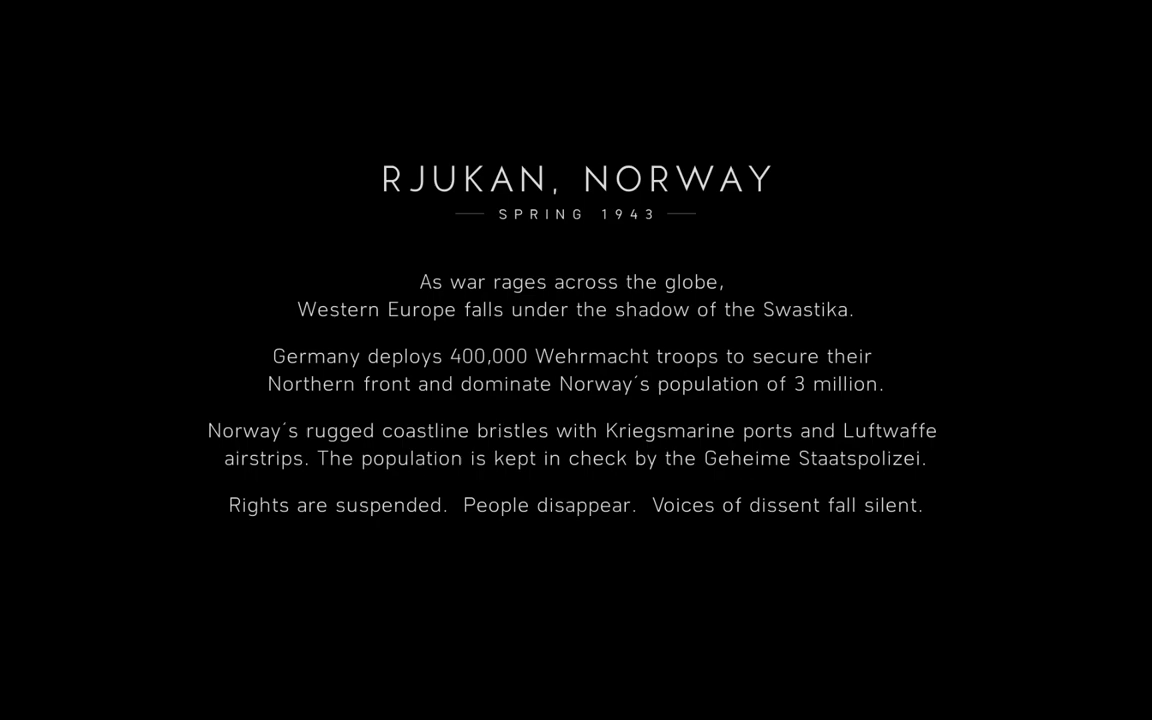 RJUKAN, NORWAY
SPRING 1943
As war rages across the globe,
Western Europe falls under the shadow of the Swastika.
Germany deploys 400,000 Wehrmacht troops to secure their
Northern front and dominate Norway´s population of 3 million.
Norway´s rugged coastline bristles with Kriegsmarine ports and Luftwaffe
airstrips. The population is kept in check by the Geheime Staatspolizei.
Rights are suspended.  People disappear.  Voices of dissent fall silent.